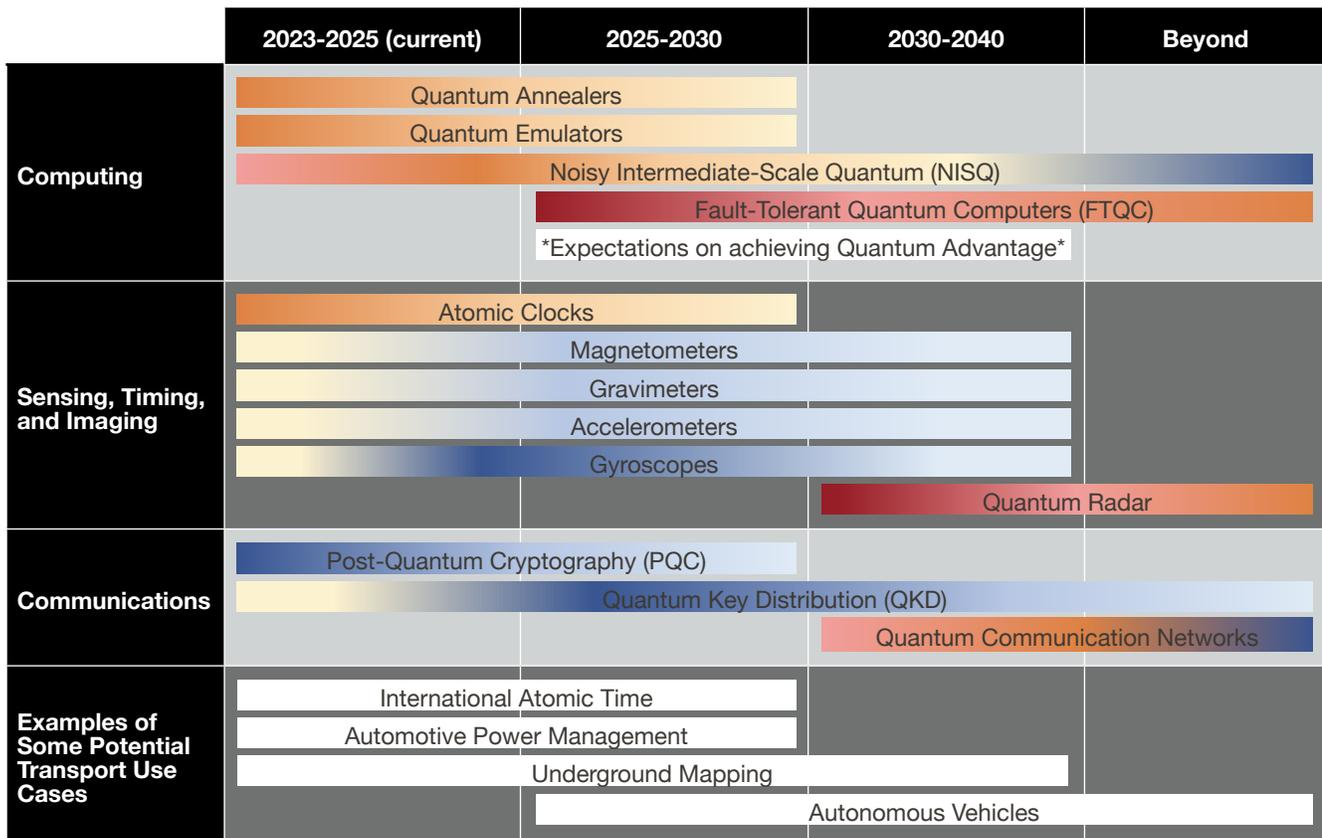 2023-2025 (current)
2025-2030
2030-2040
Beyond
Computing
Quantum Annealers
Quantum Emulators
Noisy Intermediate-Scale Quantum (NISQ)
Fault-Tolerant Quantum Computers (FTQC)
*Expectations on achieving Quantum Advantage*
Sensing, Timing,
and Imaging
Atomic Clocks
Magnetometers
Gravimeters
Accelerometers
Gyroscopes
Quantum Radar
Communications
Post-Quantum Cryptography (PQC)
Quantum Key Distribution (QKD)
Quantum Communication Networks
Examples of
Some Potential
Transport Use
Cases
International Atomic Time
Automotive Power Management
Underground Mapping
Autonomous Vehicles